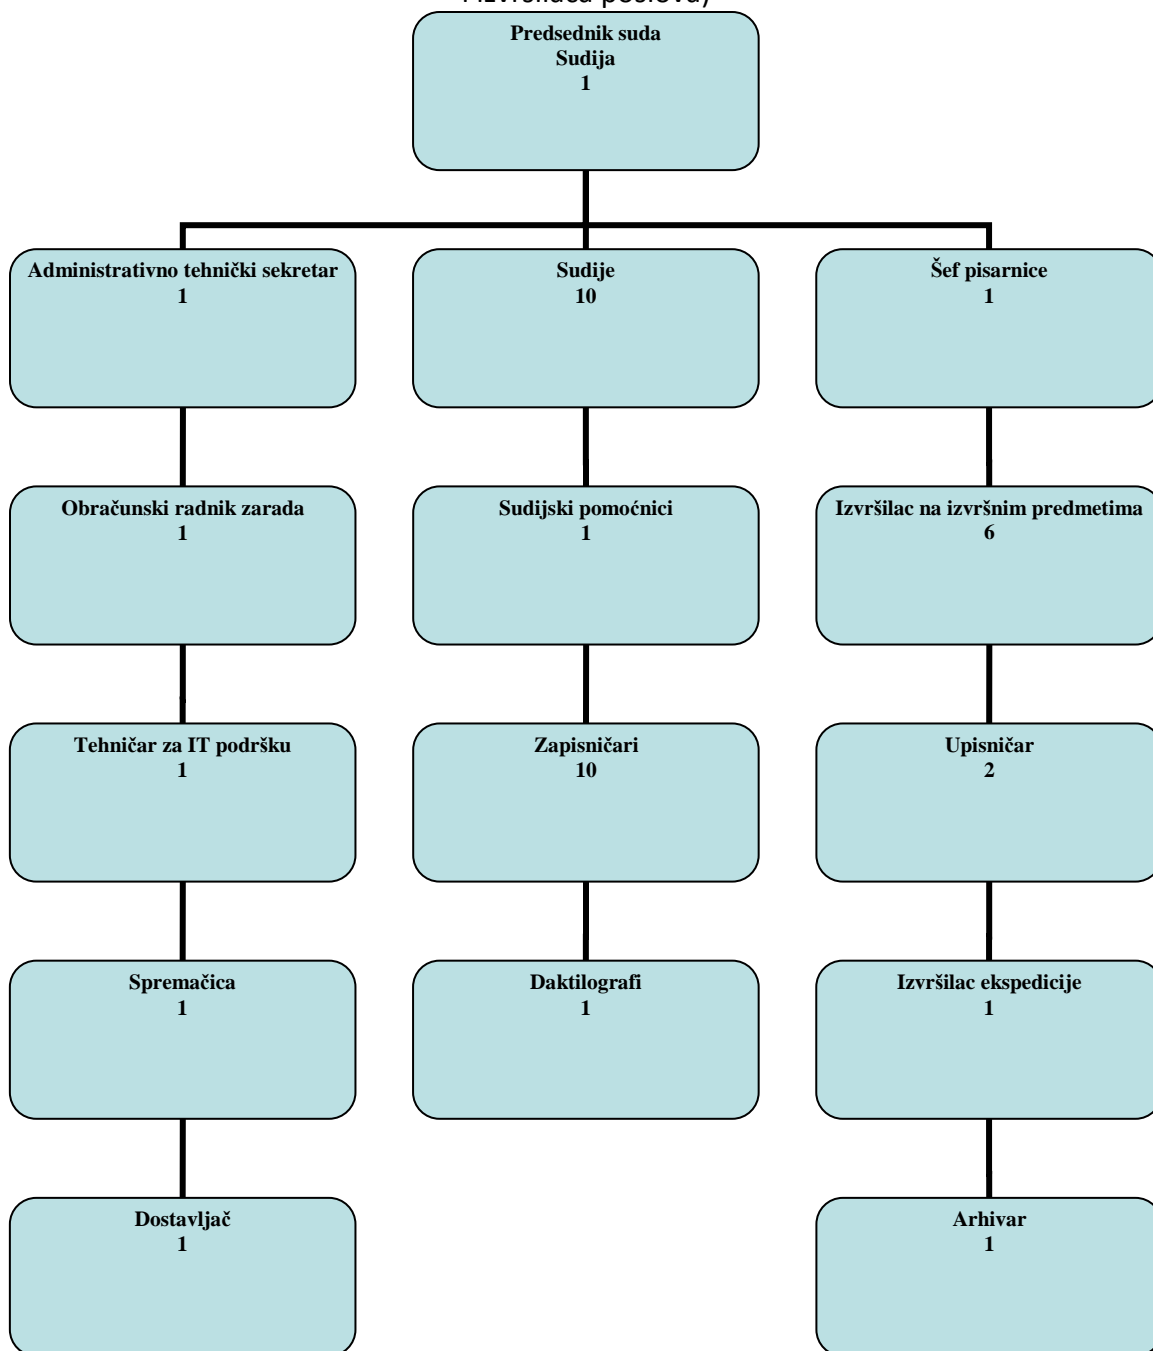 Predsednik suda
Sudija
1
Administrativno tehnički sekretar
1
Sudije
10
Šef pisarnice
1
Obračunski radnik zarada
1
Sudijski pomoćnici
1
Izvršilac na izvršnim predmetima
6
Tehničar za IT podršku
1
Zapisničari
10
Upisničar
2
Spremačica
1
Daktilografi
1
Izvršilac ekspedicije
1
Dostavljač
1
Arhivar
1